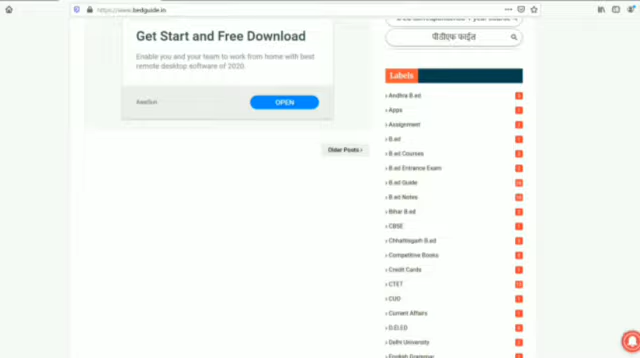 https://www.bedguide.in
Get Start and Free Download
Enable you and your team to work from home with best
remote desktop software of 2020.
OPEN
Older Posts ›
पीडीएफ फाईल
Labels
› Andhra B.ed
› Apps
› Assignment
› B.ed
› B.ed Courses
› B.ed Entrance Exam
› B.ed Guide
› B.ed Notes
› Bihar B.ed
› CBSE
› Chhattisgarh B.ed
› Competitive Books
› Credit Cards
› CTET
› CUO
› Current Affairs
› D.EL.ED
› Delhi University
› English Grammar